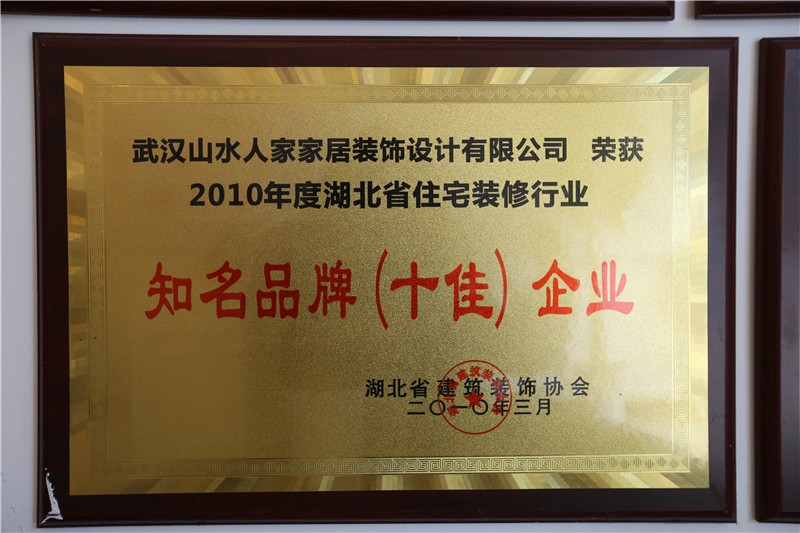 武汉山水人家家居装饰设计有限公司 荣获
2010年度湖北省住宅装修行业
知名品牌(十佳)企业
湖北省建筑装饰协会
二〇一〇年三月